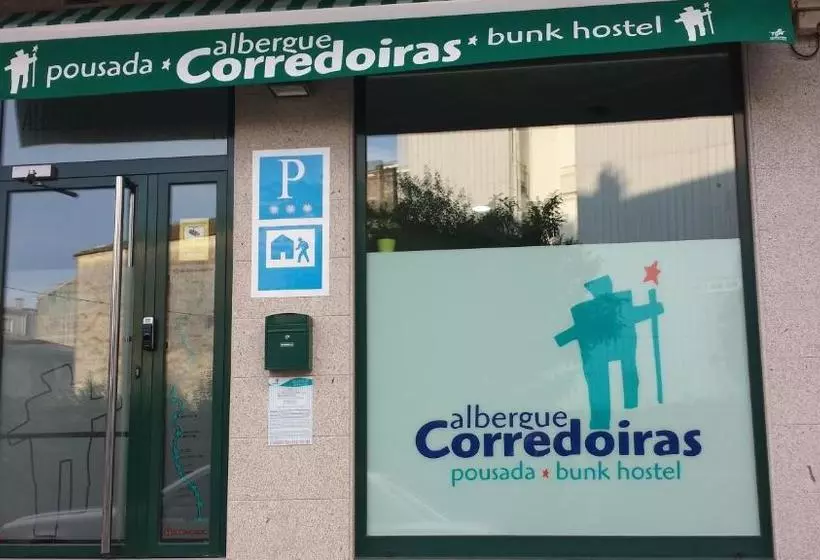 pousada * albergue Corredoiras * bunk hostel
P
albergue
Corredoiras
pousada * bunk hostel